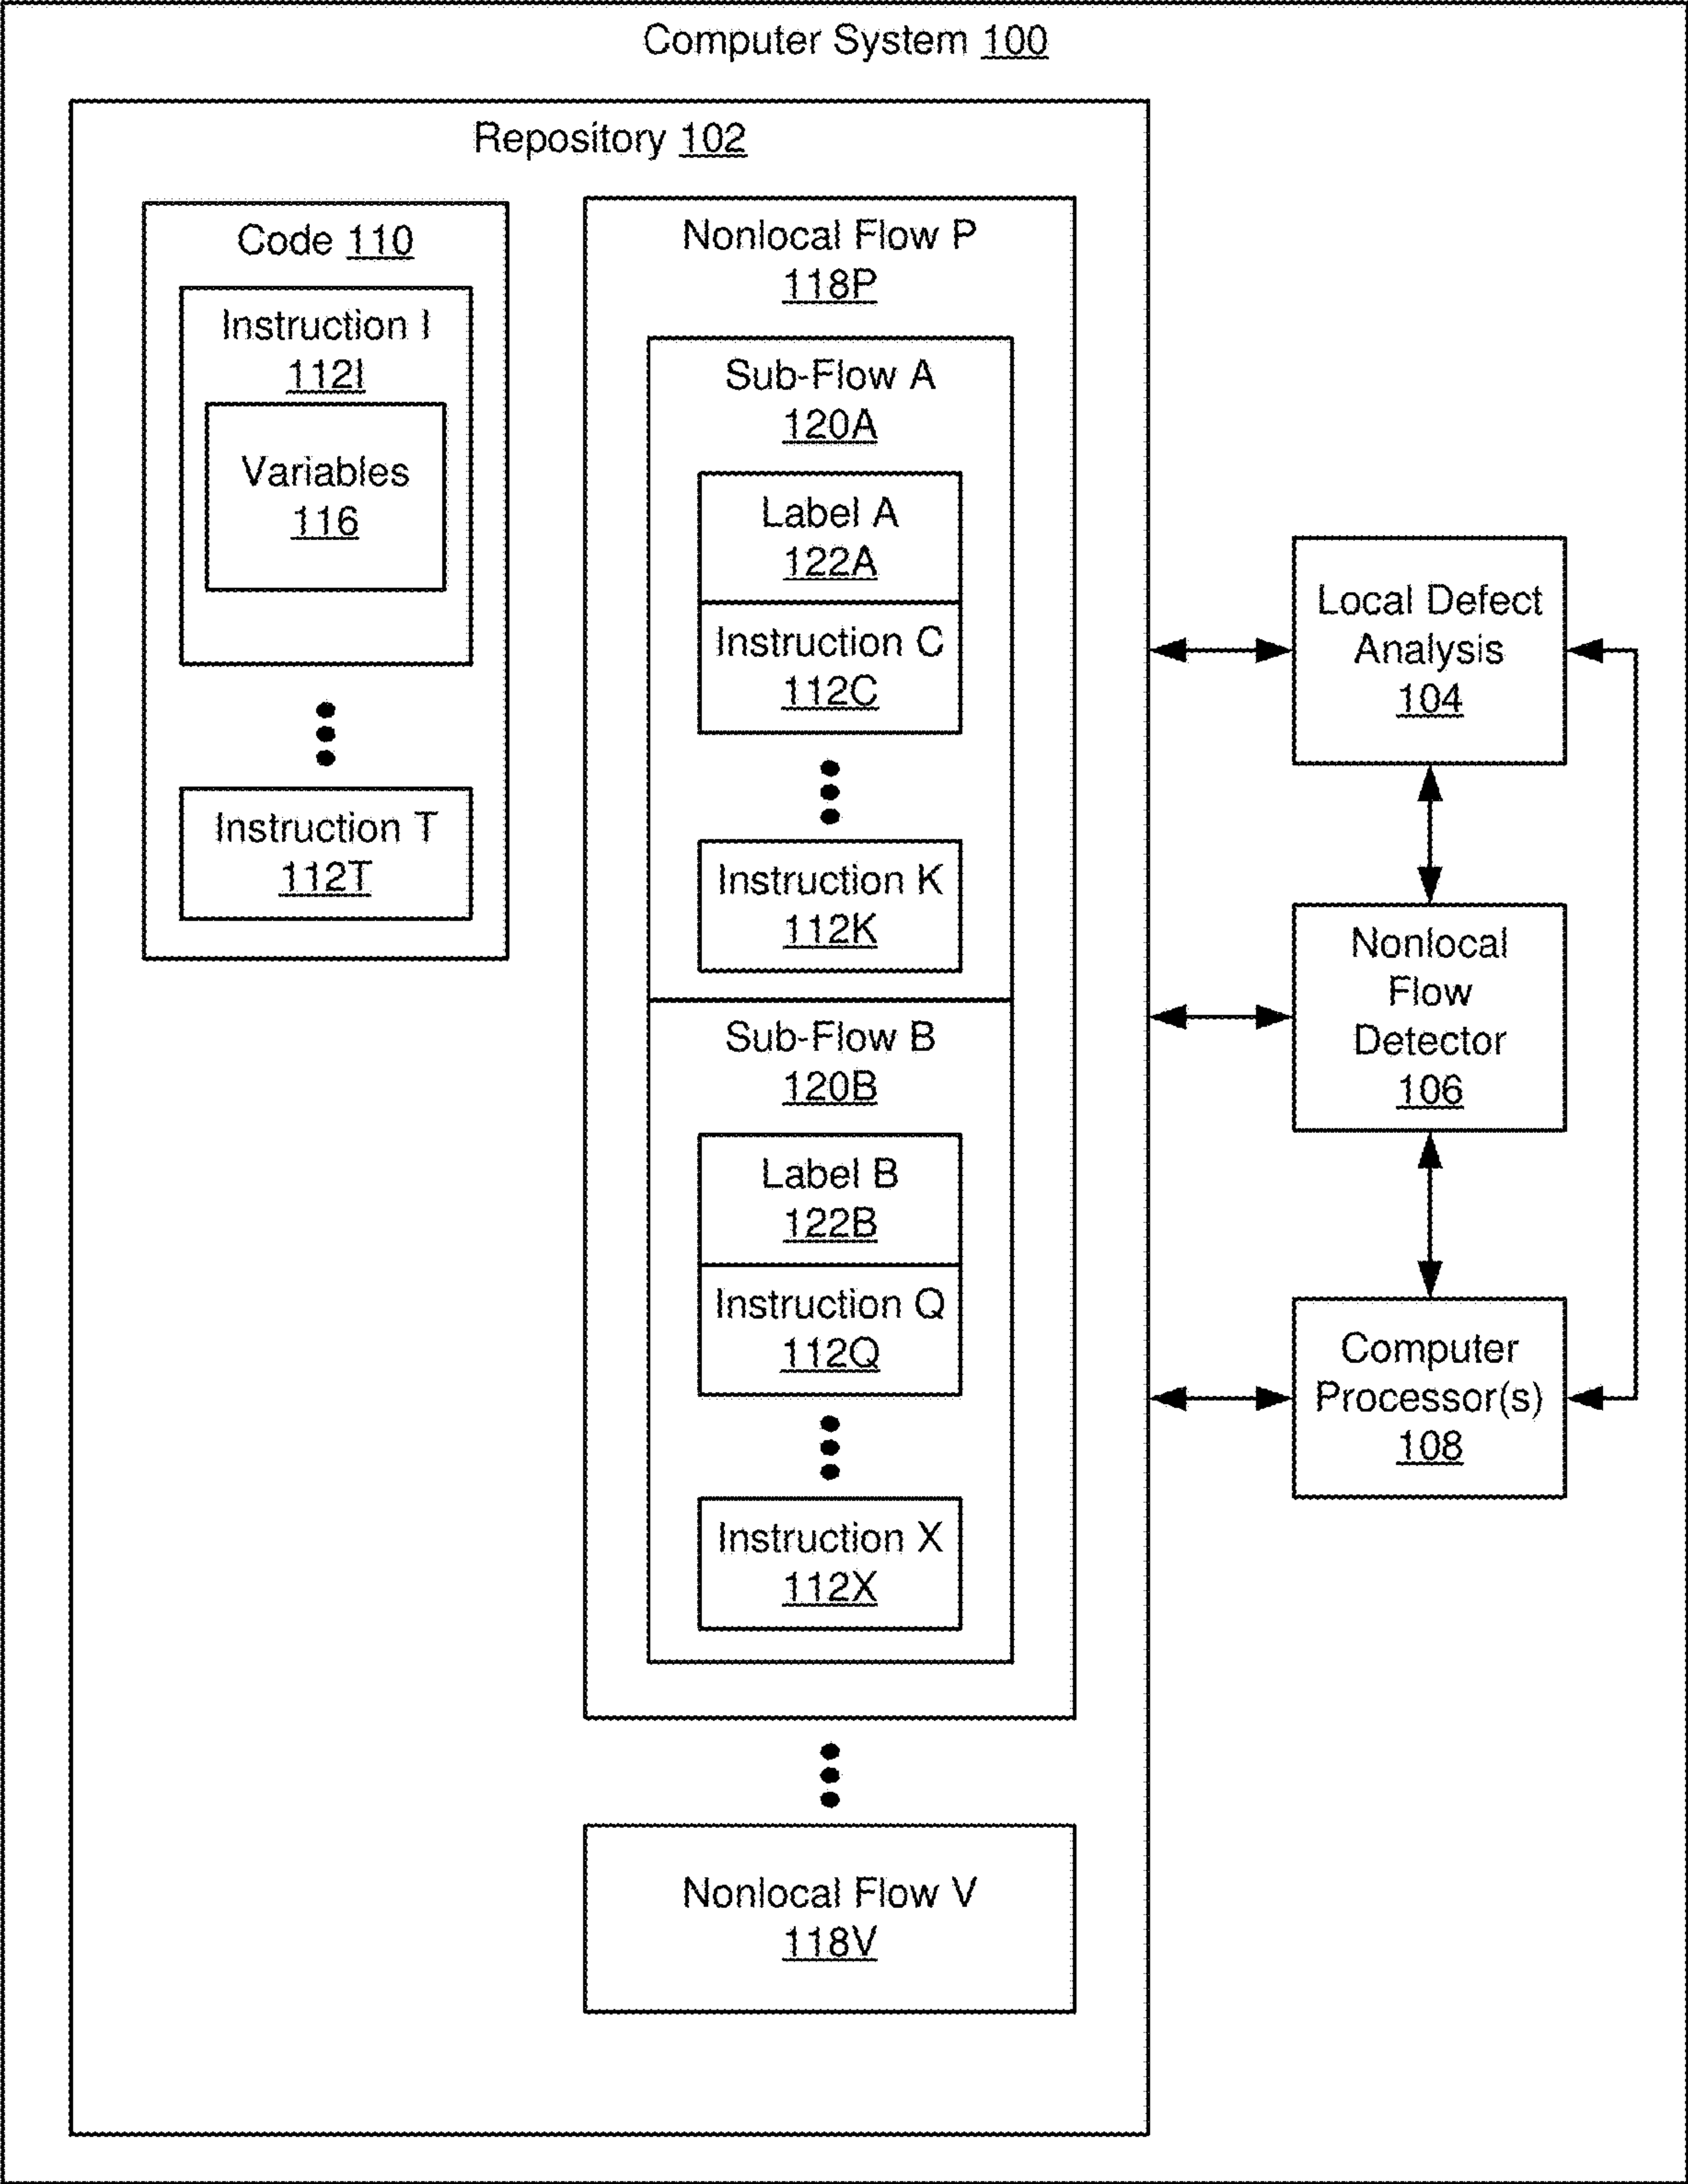 Computer System 100
Repository 102
Code 110
Instruction I
112I
Variables
116
Instruction T
112T
Nonlocal Flow P
118P
Sub-Flow A
120A
Label A
122A
Instruction C
112C
Instruction K
112K
Sub-Flow B
120B
Label B
122B
Instruction Q
112Q
Instruction X
112X
Nonlocal Flow V
118V
Local Defect
Analysis
104
Nonlocal
Flow
Detector
106
Computer
Processor(s)
108